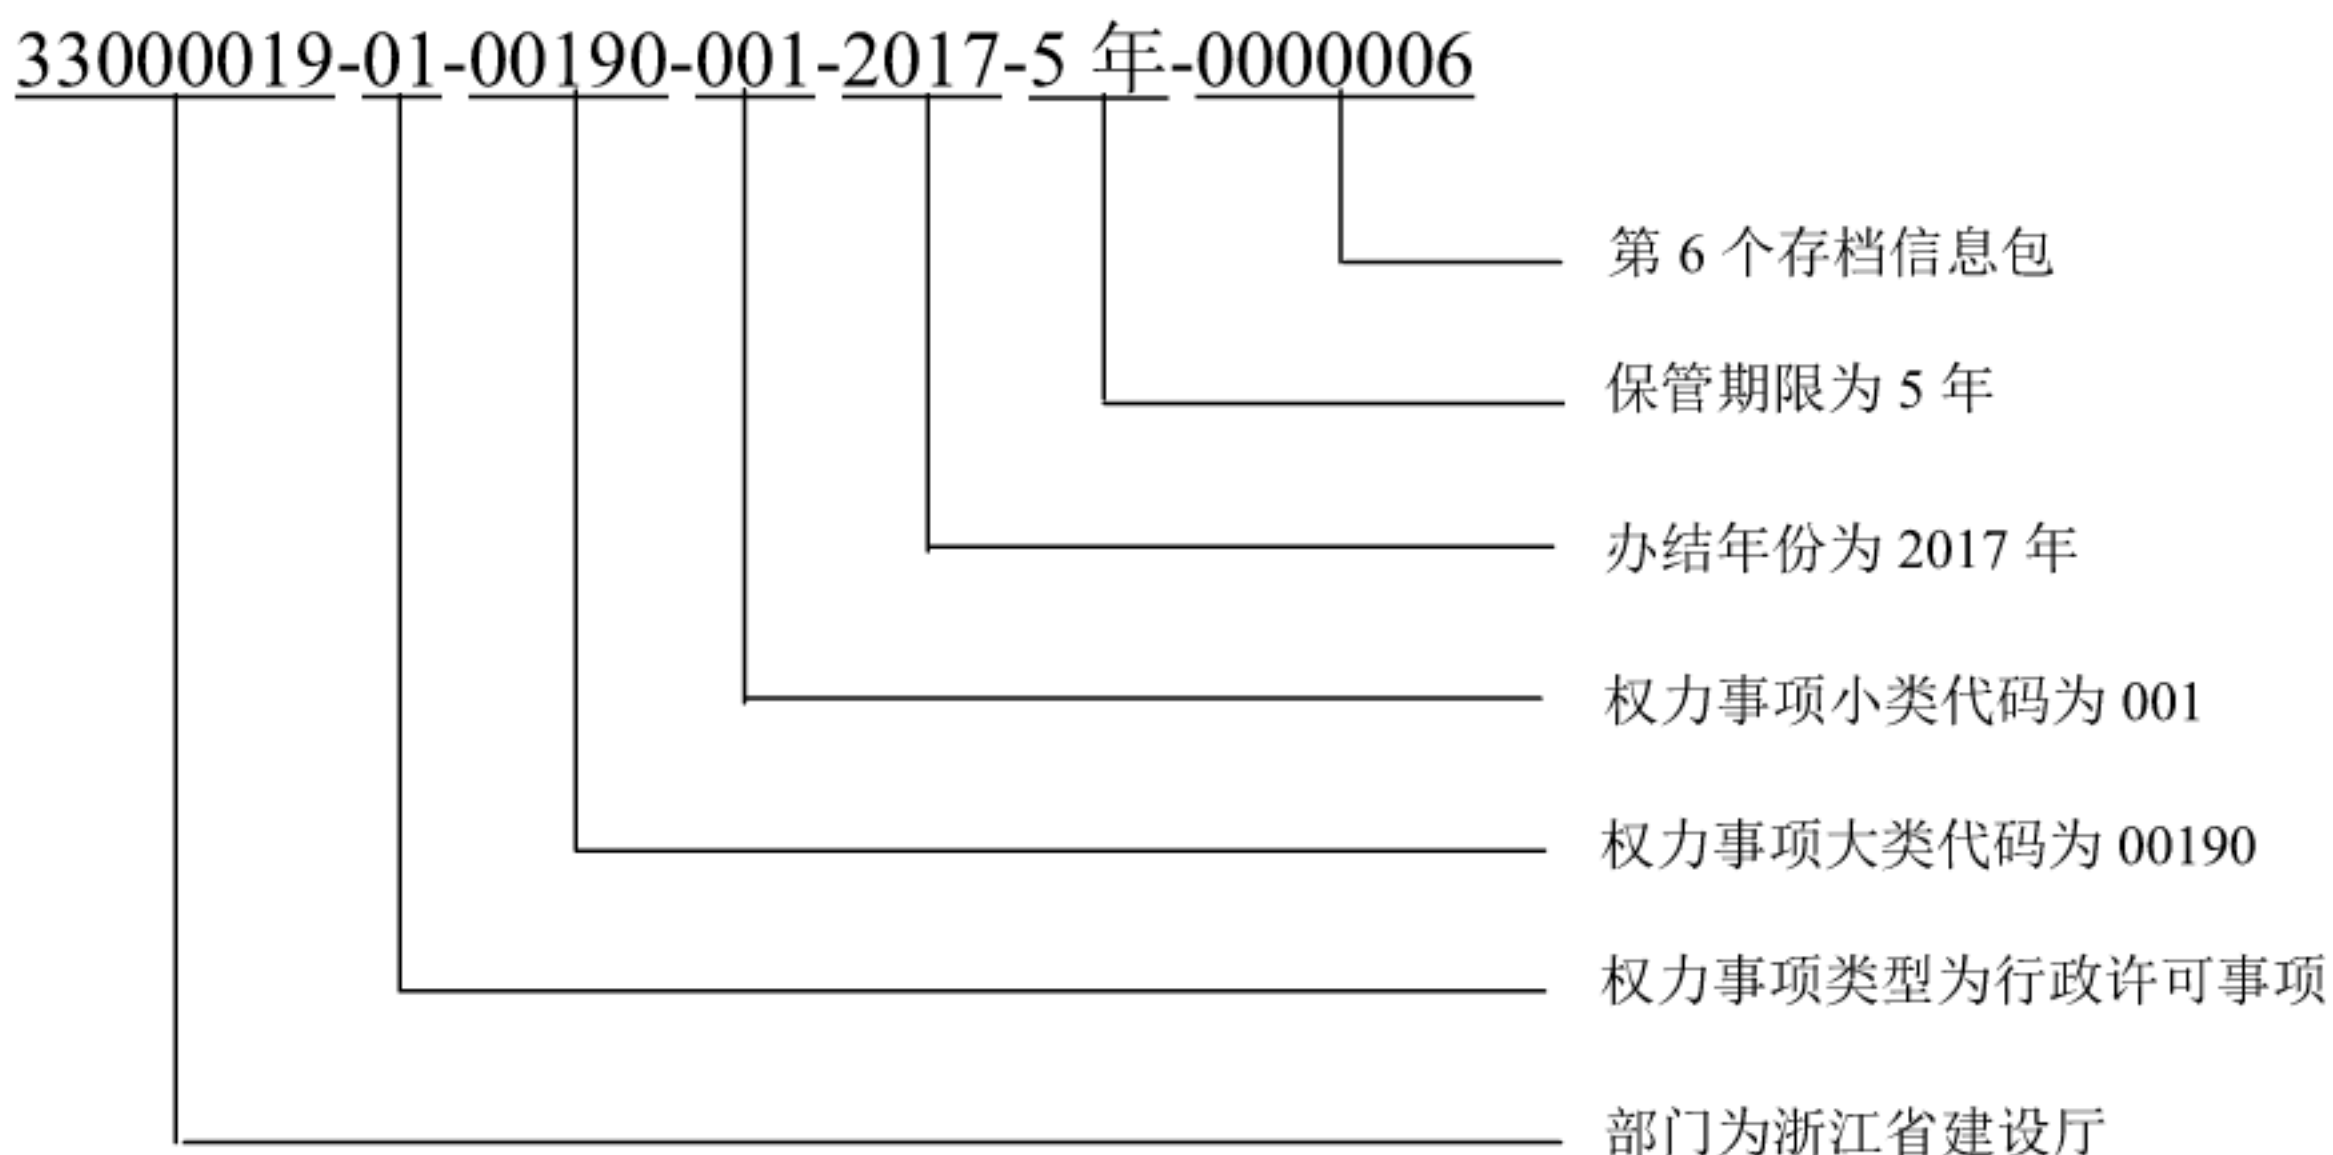 33000019-01-00190-001-2017-5 年-0000006
第 6 个存档信息包
保管期限为 5 年
办结年份为 2017 年
权力事项小类代码为 001
权力事项大类代码为 00190
权力事项类型为行政许可事项
部门为浙江省建设厅